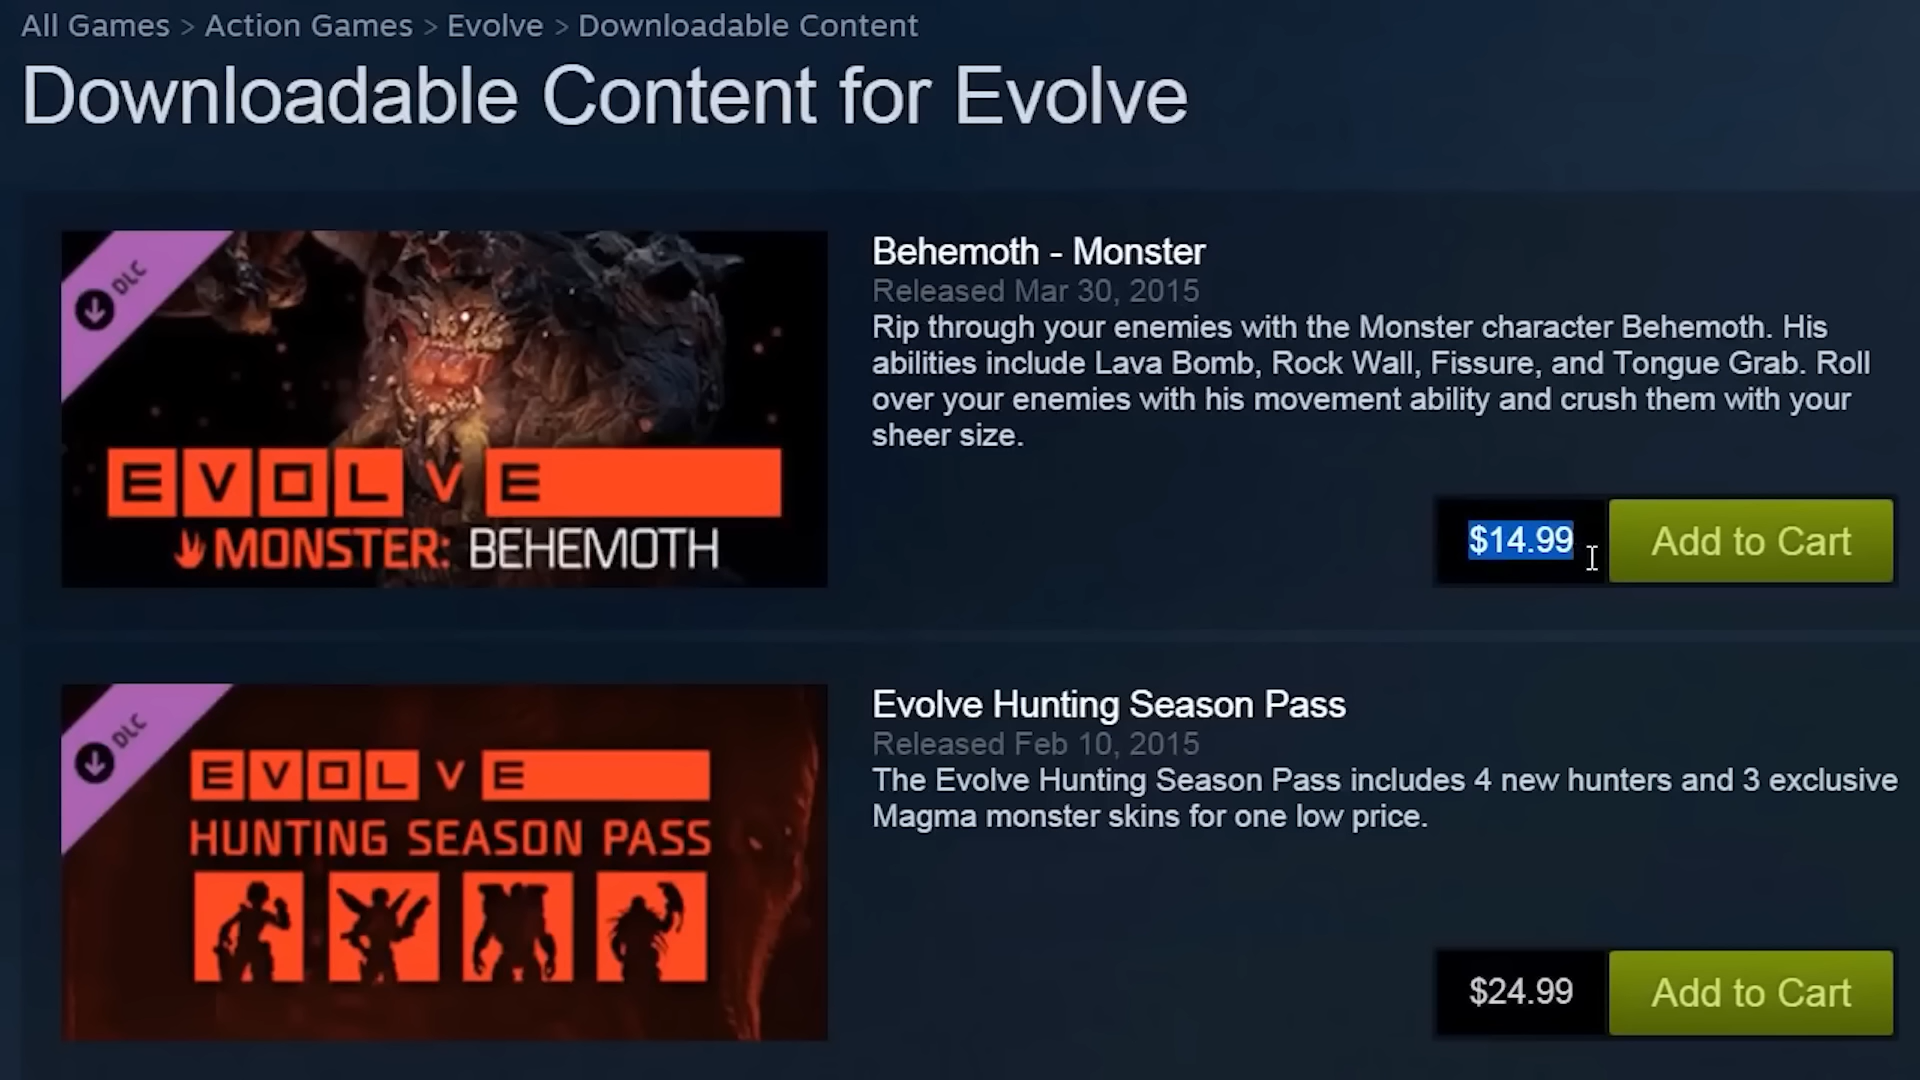 All Games > Action Games > Evolve > Downloadable Content
Downloadable Content for Evolve
DLC
EVOLVE
MONSTER: BEHEMOTH
Behemoth - Monster
Released Mar 30, 2015
Rip through your enemies with the Monster character Behemoth. His
abilities include Lava Bomb, Rock Wall, Fissure, and Tongue Grab. Roll
over your enemies with his movement ability and crush them with your
sheer size.
$14.99
Add to Cart
DLC
EVOLVE
HUNTING SEASON PASS
Evolve Hunting Season Pass
Released Feb 10, 2015
The Evolve Hunting Season Pass includes 4 new hunters and 3 exclusive
Magma monster skins for one low price.
$24.99
Add to Cart